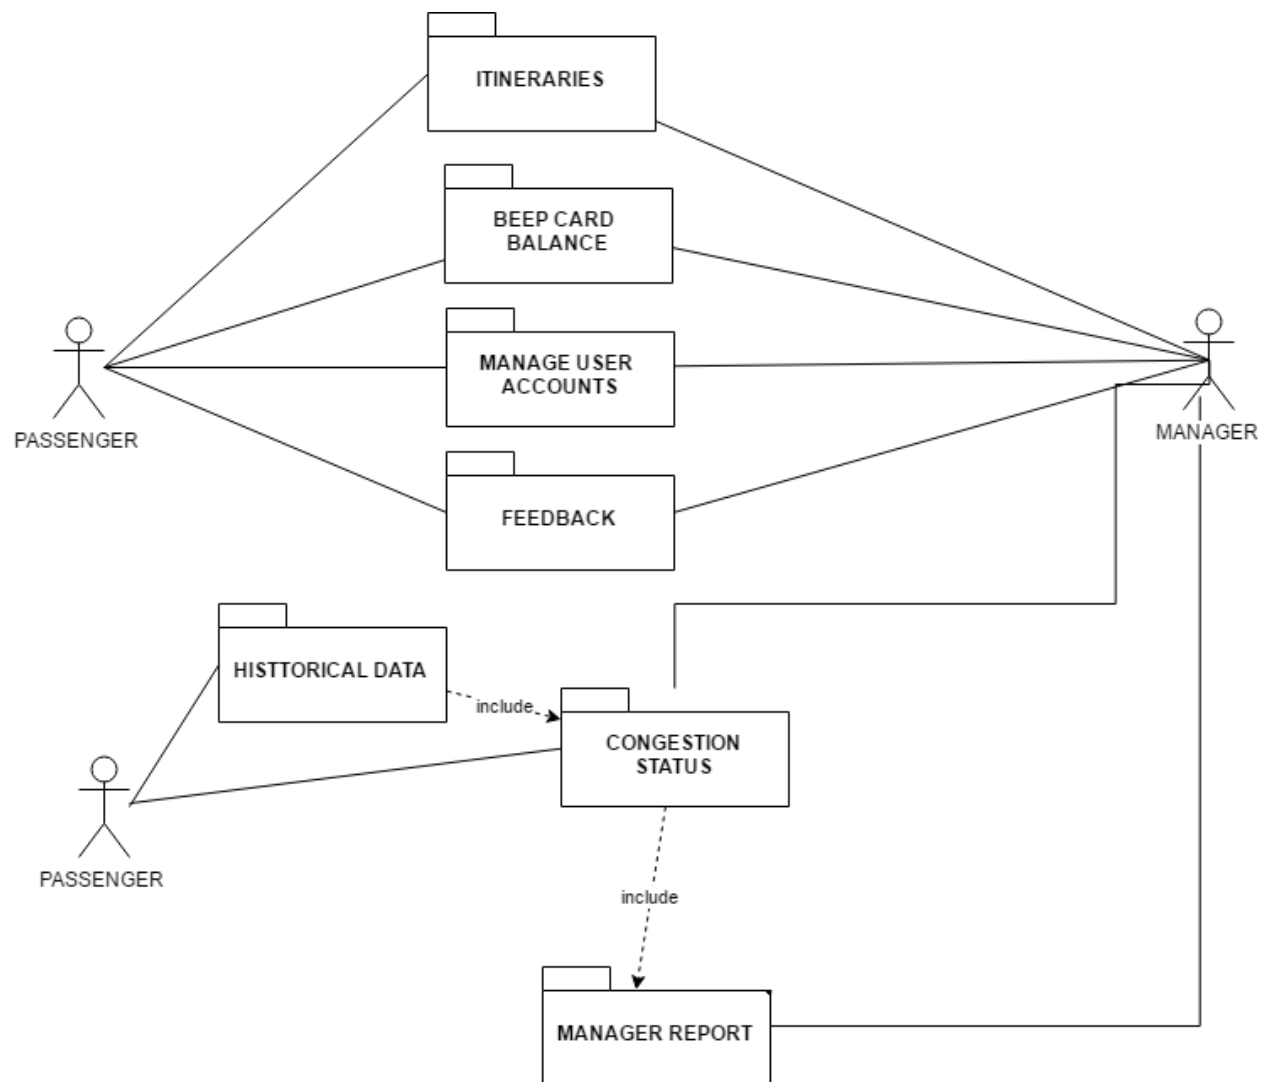 ITINERARIES
BEEP CARD
BALANCE
MANAGE USER
ACCOUNTS
PASSENGER
MANAGER
FEEDBACK
HISTTORICAL DATA
include
CONGESTION
STATUS
PASSENGER
include
MANAGER REPORT